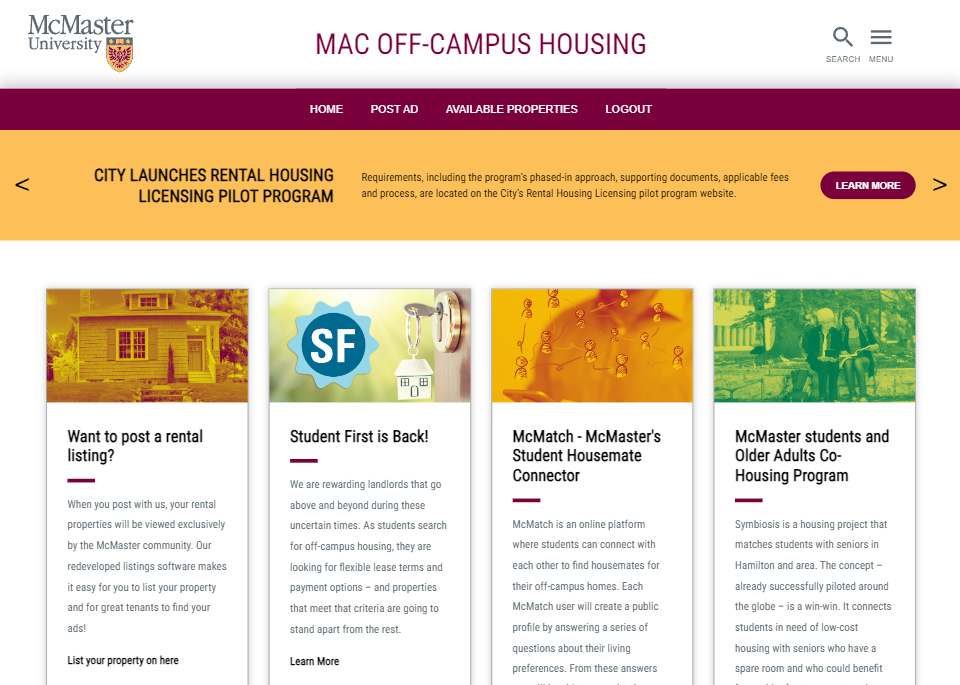 McMaster
University
MAC OFF-CAMPUS HOUSING
SEARCH
MENU
HOME
POST AD
AVAILABLE PROPERTIES
LOGOUT
<
CITY LAUNCHES RENTAL HOUSING
LICENSING PILOT PROGRAM
Requirements, including the program's phased-in approach, supporting documents, applicable fees
and process, are located on the City's Rental Housing Licensing pilot program website.
LEARN MORE
>
Want to post a rental
listing?
When you post with us, your rental
properties will be viewed exclusively
by the McMaster community. Our
redeveloped listings software makes
it easy for you to list your property
and for great tenants to find your
ads!
List your property on here
SF
Student First is Back!
We are rewarding landlords that go
above and beyond during these
uncertain times. As students search
for off-campus housing, they are
looking for flexible lease terms and
payment options – and properties
that meet that criteria are going to
stand apart from the rest.
Learn More
McMatch - McMaster's
Student Housemate
Connector
McMatch is an online platform
where students can connect with
each other to find housemates for
their off-campus homes. Each
McMatch user will create a public
profile by answering a series of
questions about their living
preferences. From these answers
McMaster students and
Older Adults Co-
Housing Program
Symbiosis is a housing project that
matches students with seniors in
Hamilton and area. The concept –
already successfully piloted around
the globe – is a win-win. It connects
students in need of low-cost
housing with seniors who have a
spare room and who could benefit